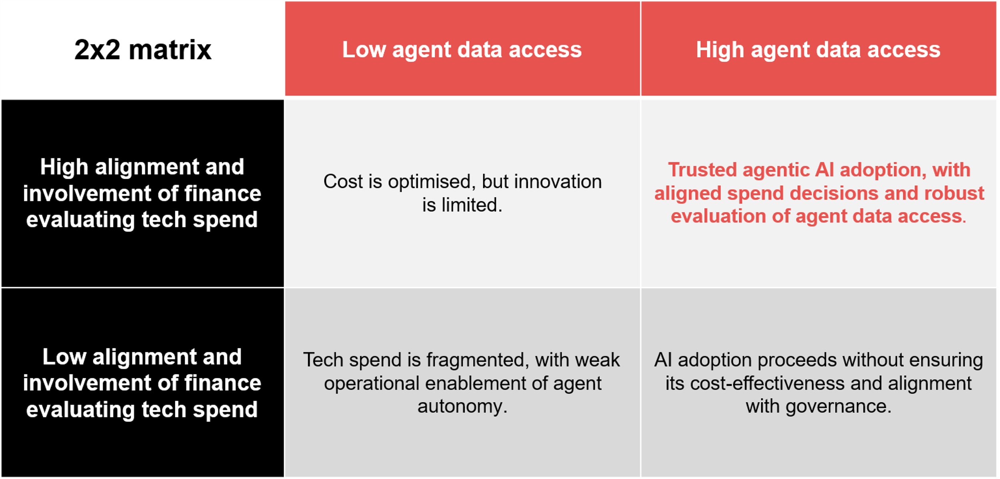 2x2 matrix
Low agent data access
High agent data access
High alignment and
involvement of finance
evaluating tech spend
Cost is optimised, but innovation
is limited.
Trusted agentic AI adoption, with
aligned spend decisions and robust
evaluation of agent data access.
Low alignment and
involvement of finance
evaluating tech spend
Tech spend is fragmented, with weak
operational enablement of agent
autonomy.
AI adoption proceeds without ensuring
its cost-effectiveness and alignment
with governance.